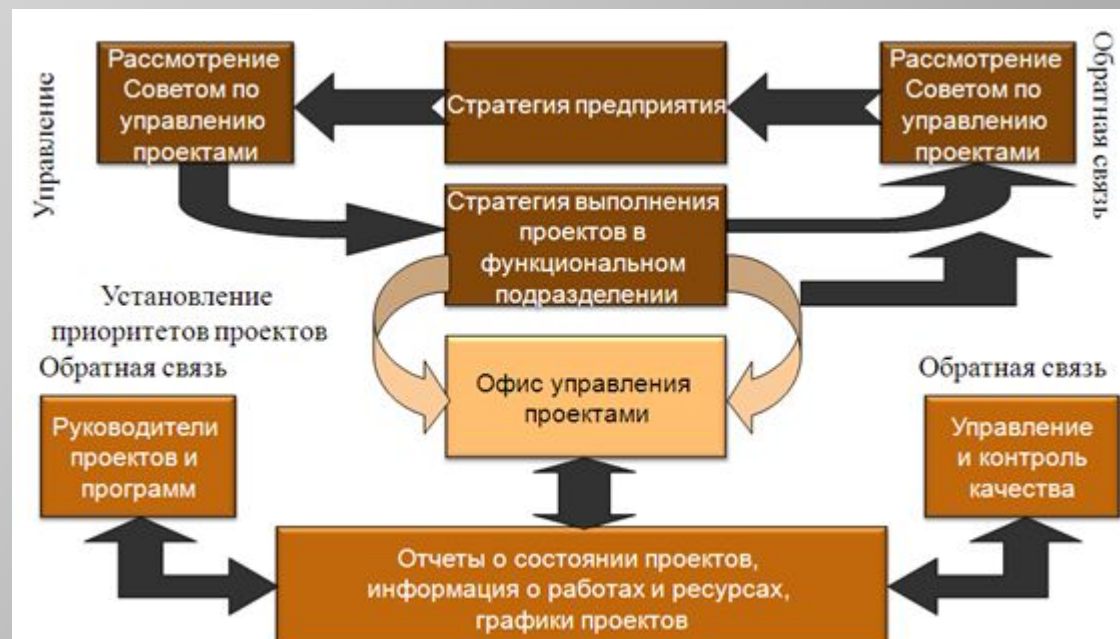 Управление
Рассмотрение
Советом по
управлению
проектами
Стратегия предприятия
Рассмотрение
Советом по
управлению
проектами
Обратная связь
Стратегия выполнения
проектов в
функциональном
подразделении
Установление
приоритетов проектов
Обратная связь
Руководители
проектов и
программ
Офис управления
проектами
Обратная связь
Управление
и контроль
качества
Отчеты о состоянии проектов,
информация о работах и ресурсах,
графики проектов